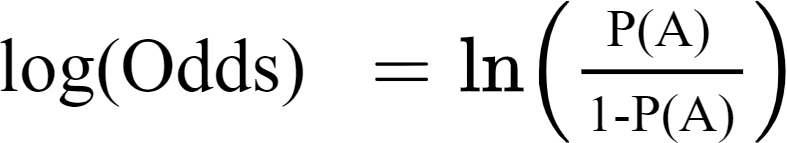 log(Odds) = ln( P(A) / 1-P(A) )